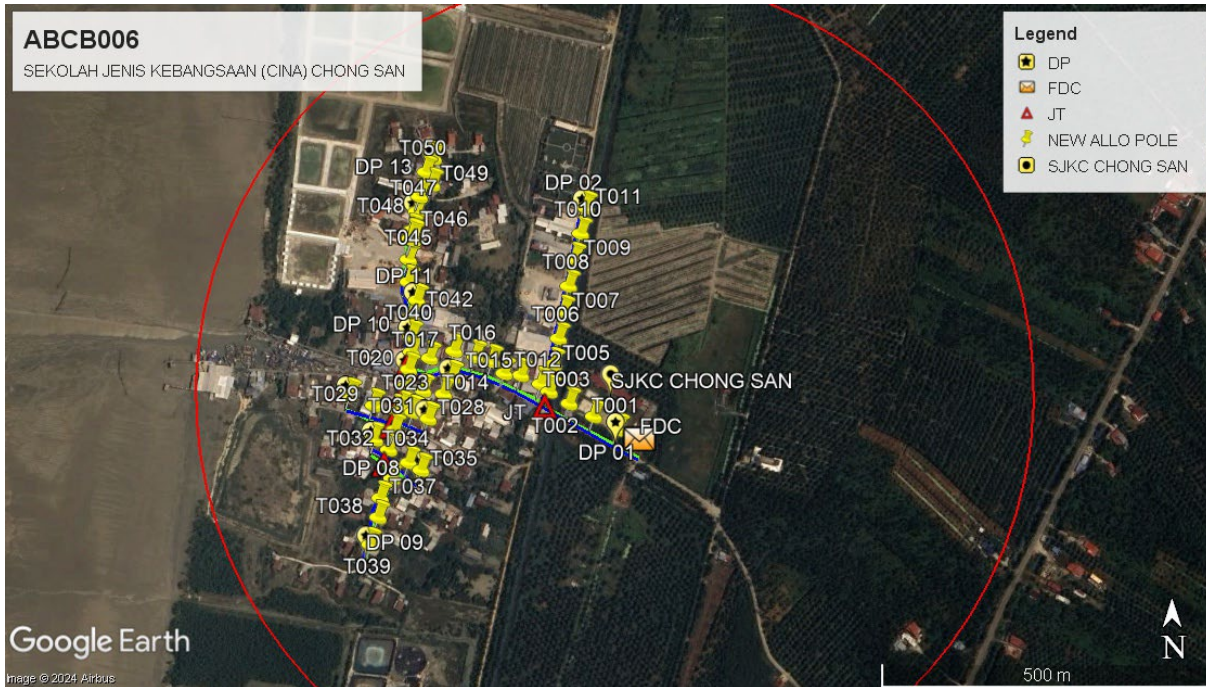 ABCB006
SEKOLAH JENIS KEBANGSAAN (CINA) CHONG SAN
Legend
DP
FDC
JT
NEW ALLO POLE
SJKC CHONG SAN
T050
DP 13
T049
T047
T048
T046
T045
DP 11
T042
T040
DP 10
T017
T016
T020
T015
T012
T023
T014
T003
T029
T031
T028
T032
T034
T035
DP 08
T037
T038
DP 09
T039
DP 02
T011
T010
T009
T008
T007
T006
T005
SJKC CHONG SAN
JT
T002
T001
FDC
DP 01
N
500 m
Google Earth
Image © 2024 Airbus